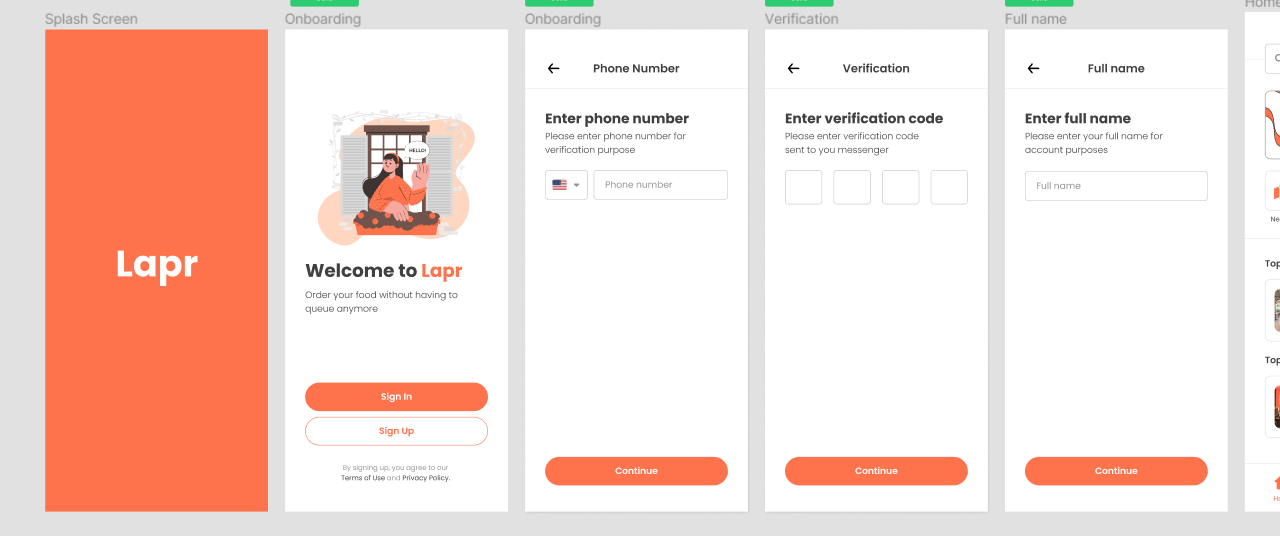 Splash Screen
Lapr
Onboarding
HELLO!
Welcome to Lapr
Order your food without having to
queue anymore
Sign In
Sign Up
By signing up, you agree to our
Terms of Use and Privacy Policy.
Onboarding
Phone Number
Enter phone number
Please enter phone number for
verification purpose
Phone number
Continue
Verification
Verification
Enter verification code
Please enter verification code
sent to you messenger
Continue
Full name
Full name
Enter full name
Please enter your full name for
account purposes
Full name
Continue
Home
Top
Top